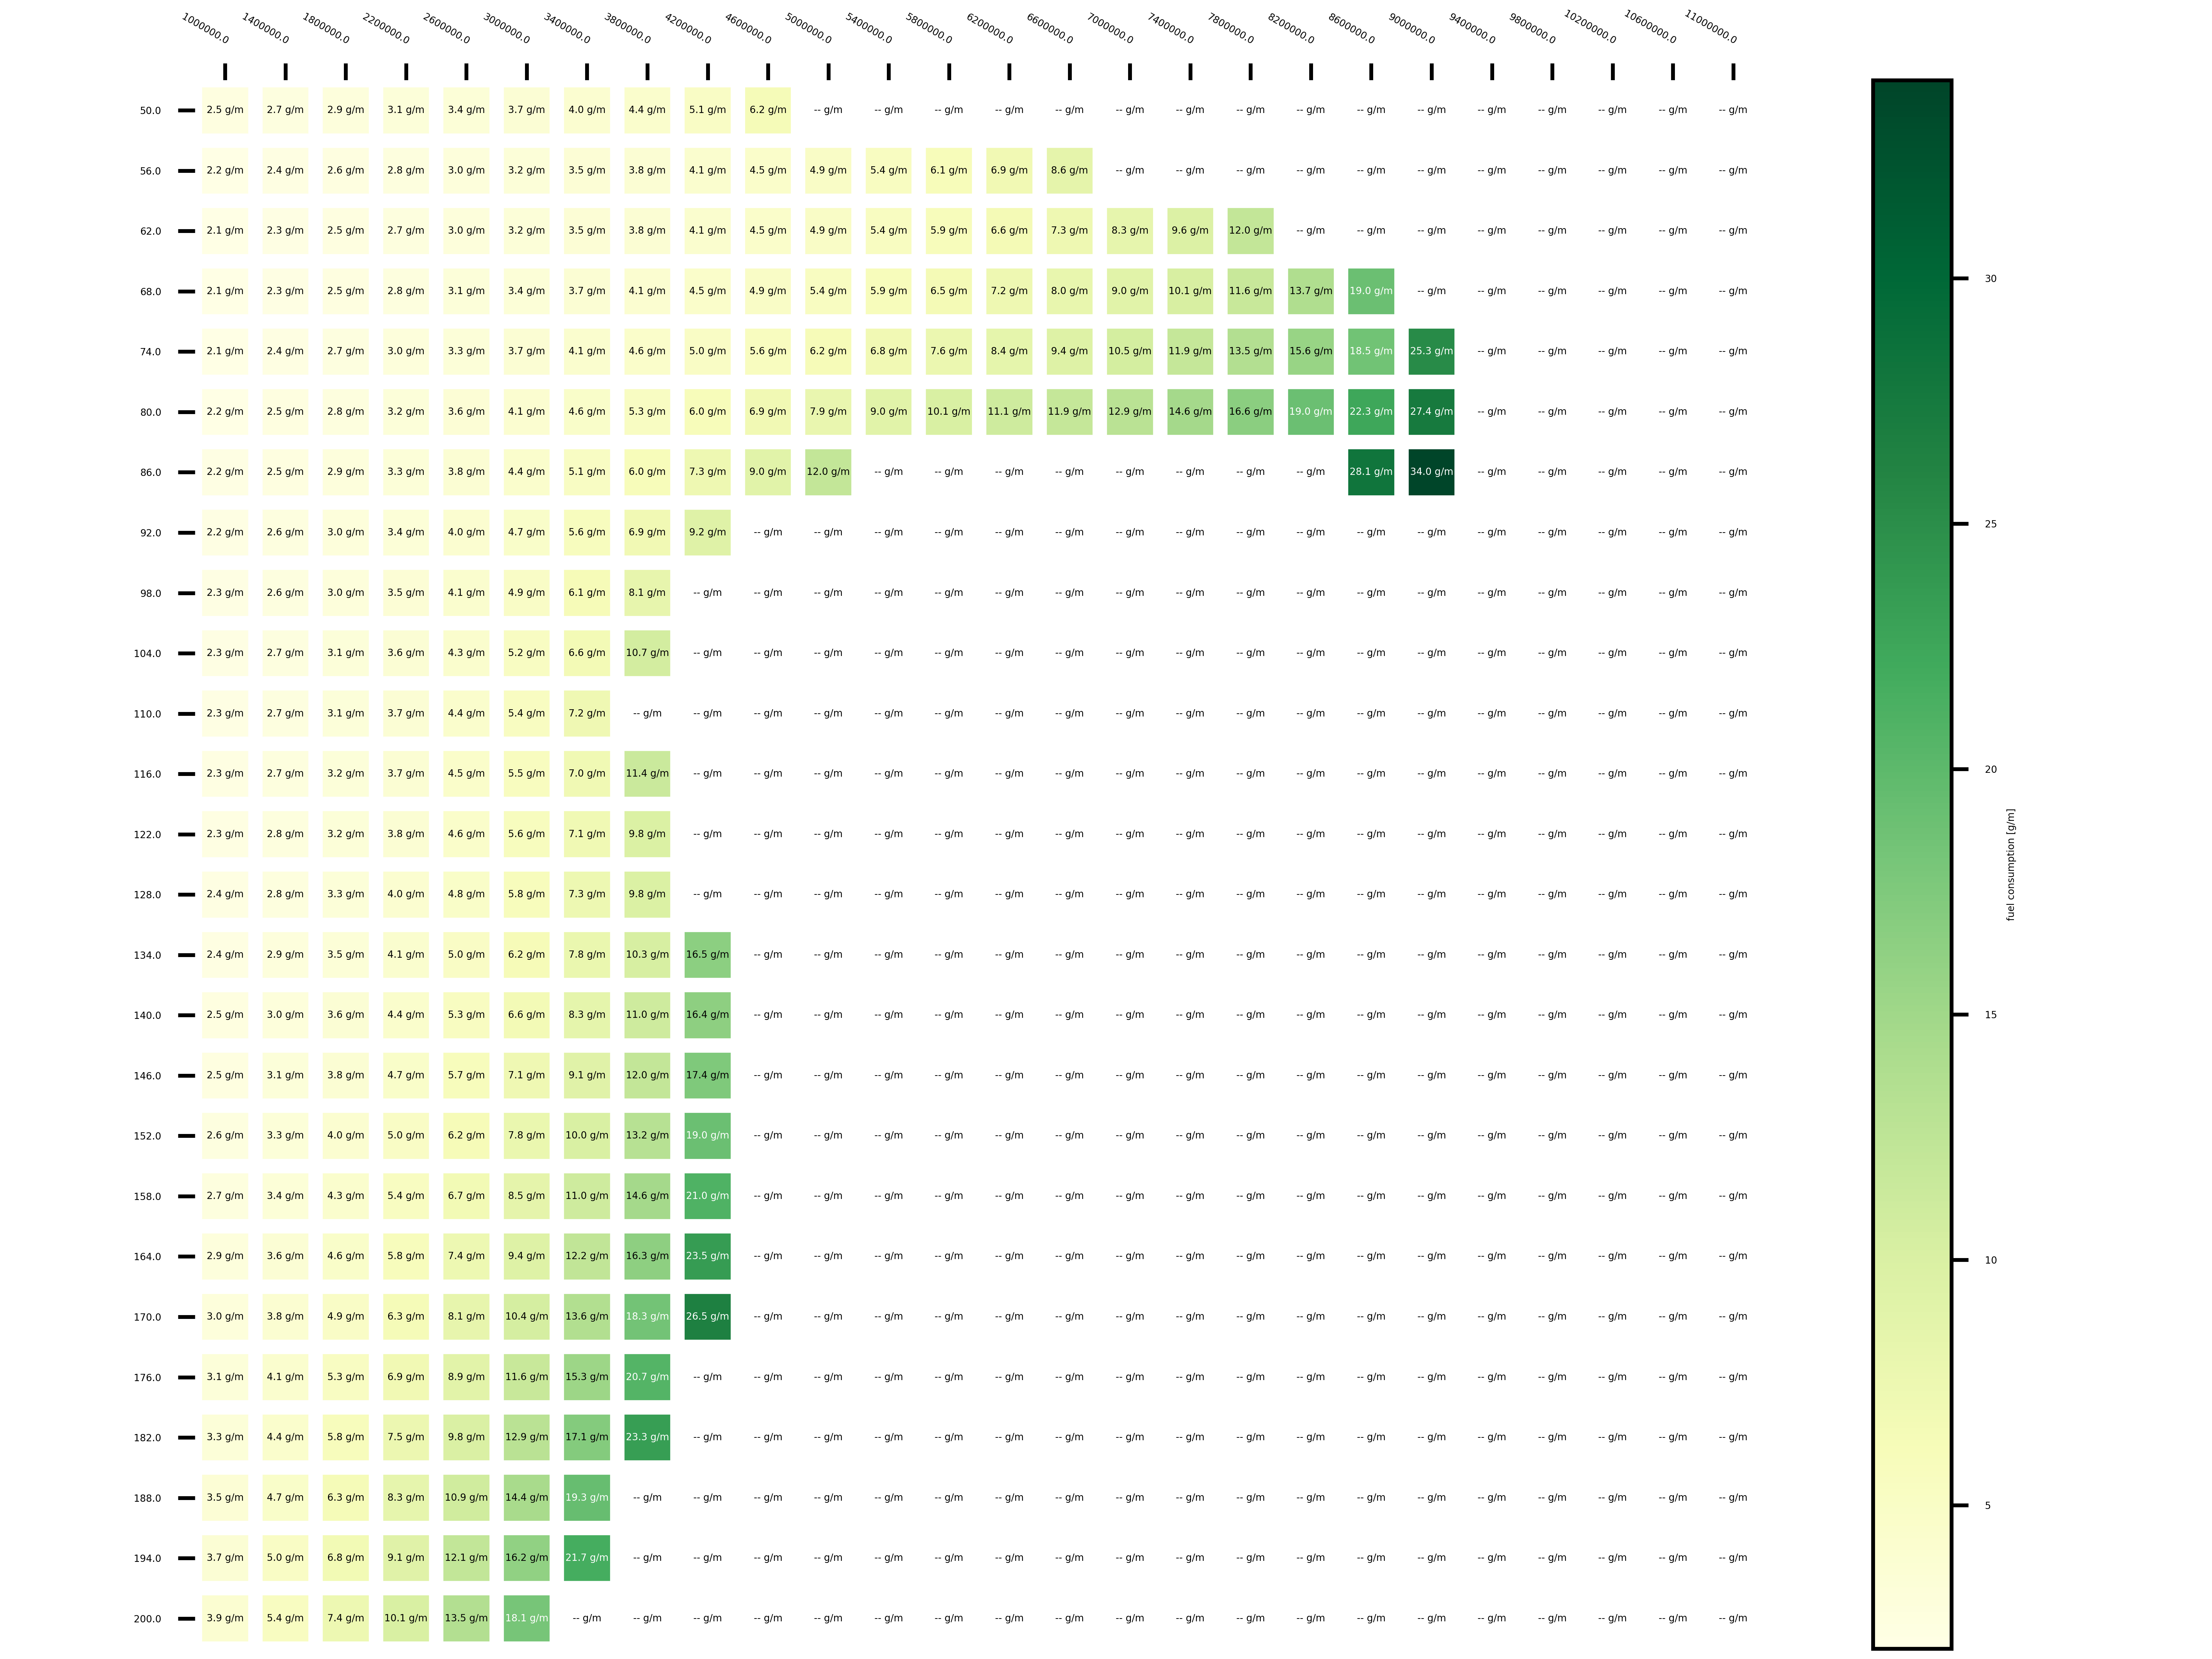 1000000.0 1400000.0 1800000.0 2200000.0 2600000.0 3000000.0 3400000.0 3800000.0 4200000.0 4600000.0 5000000.0 5400000.0 5800000.0 6200000.0 6600000.0 7000000.0 7400000.0 7800000.0 8200000.0 8600000.0 9000000.0 9400000.0 9800000.0 10200000.0 10600000.0 11000000.0
50.0 2.5 g/m 2.7 g/m 2.9 g/m 3.1 g/m 3.4 g/m 3.7 g/m 4.0 g/m 4.4 g/m 5.1 g/m 6.2 g/m -- g/m -- g/m -- g/m -- g/m -- g/m -- g/m -- g/m -- g/m -- g/m -- g/m -- g/m -- g/m -- g/m -- g/m -- g/m -- g/m
56.0 2.2 g/m 2.4 g/m 2.6 g/m 2.8 g/m 3.0 g/m 3.2 g/m 3.5 g/m 3.8 g/m 4.1 g/m 4.5 g/m 4.9 g/m 5.4 g/m 6.1 g/m 6.9 g/m 8.6 g/m -- g/m -- g/m -- g/m -- g/m -- g/m -- g/m -- g/m -- g/m -- g/m -- g/m -- g/m
62.0 2.1 g/m 2.3 g/m 2.5 g/m 2.7 g/m 3.0 g/m 3.2 g/m 3.5 g/m 3.8 g/m 4.1 g/m 4.5 g/m 4.9 g/m 5.4 g/m 5.9 g/m 6.6 g/m 7.3 g/m 8.3 g/m 9.6 g/m 12.0 g/m -- g/m -- g/m -- g/m -- g/m -- g/m -- g/m -- g/m -- g/m
68.0 2.1 g/m 2.3 g/m 2.5 g/m 2.8 g/m 3.1 g/m 3.4 g/m 3.7 g/m 4.1 g/m 4.5 g/m 4.9 g/m 5.4 g/m 5.9 g/m 6.5 g/m 7.2 g/m 8.0 g/m 9.0 g/m 10.1 g/m 11.6 g/m 13.7 g/m 19.0 g/m -- g/m -- g/m -- g/m -- g/m -- g/m -- g/m
30
74.0 2.1 g/m 2.4 g/m 2.7 g/m 3.0 g/m 3.3 g/m 3.7 g/m 4.1 g/m 4.6 g/m 5.0 g/m 5.6 g/m 6.2 g/m 6.8 g/m 7.6 g/m 8.4 g/m 9.4 g/m 10.5 g/m 11.9 g/m 13.5 g/m 15.6 g/m 18.5 g/m 25.3 g/m -- g/m -- g/m -- g/m -- g/m -- g/m
80.0 2.2 g/m 2.5 g/m 2.8 g/m 3.2 g/m 3.6 g/m 4.1 g/m 4.6 g/m 5.3 g/m 6.0 g/m 6.9 g/m 7.9 g/m 9.0 g/m 10.1 g/m 11.1 g/m 11.9 g/m 12.9 g/m 14.6 g/m 16.6 g/m 19.0 g/m 22.3 g/m 27.4 g/m -- g/m -- g/m -- g/m -- g/m -- g/m
86.0 2.2 g/m 2.5 g/m 2.9 g/m 3.3 g/m 3.8 g/m 4.4 g/m 5.1 g/m 6.0 g/m 7.3 g/m 9.0 g/m 12.0 g/m -- g/m -- g/m -- g/m -- g/m -- g/m -- g/m -- g/m -- g/m 28.1 g/m 34.0 g/m -- g/m -- g/m -- g/m -- g/m -- g/m
25
92.0 2.2 g/m 2.6 g/m 3.0 g/m 3.4 g/m 4.0 g/m 4.7 g/m 5.6 g/m 6.9 g/m 9.2 g/m -- g/m -- g/m -- g/m -- g/m -- g/m -- g/m -- g/m -- g/m -- g/m -- g/m -- g/m -- g/m -- g/m -- g/m -- g/m -- g/m -- g/m
98.0 2.3 g/m 2.6 g/m 3.0 g/m 3.5 g/m 4.1 g/m 4.9 g/m 6.1 g/m 8.1 g/m -- g/m -- g/m -- g/m -- g/m -- g/m -- g/m -- g/m -- g/m -- g/m -- g/m -- g/m -- g/m -- g/m -- g/m -- g/m -- g/m -- g/m -- g/m
104.0 2.3 g/m 2.7 g/m 3.1 g/m 3.6 g/m 4.3 g/m 5.2 g/m 6.6 g/m 10.7 g/m -- g/m -- g/m -- g/m -- g/m -- g/m -- g/m -- g/m -- g/m -- g/m -- g/m -- g/m -- g/m -- g/m -- g/m -- g/m -- g/m -- g/m -- g/m
110.0 2.3 g/m 2.7 g/m 3.1 g/m 3.7 g/m 4.4 g/m 5.4 g/m 7.2 g/m -- g/m -- g/m -- g/m -- g/m -- g/m -- g/m -- g/m -- g/m -- g/m -- g/m -- g/m -- g/m -- g/m -- g/m -- g/m -- g/m -- g/m -- g/m -- g/m
20
116.0 2.3 g/m 2.7 g/m 3.2 g/m 3.7 g/m 4.5 g/m 5.5 g/m 7.0 g/m 11.4 g/m -- g/m -- g/m -- g/m -- g/m -- g/m -- g/m -- g/m -- g/m -- g/m -- g/m -- g/m -- g/m -- g/m -- g/m -- g/m -- g/m -- g/m -- g/m
122.0 2.3 g/m 2.8 g/m 3.2 g/m 3.8 g/m 4.6 g/m 5.6 g/m 7.1 g/m 9.8 g/m -- g/m -- g/m -- g/m -- g/m -- g/m -- g/m -- g/m -- g/m -- g/m -- g/m -- g/m -- g/m -- g/m -- g/m -- g/m -- g/m -- g/m -- g/m
fuel consumption [g/m]
128.0 2.4 g/m 2.8 g/m 3.3 g/m 4.0 g/m 4.8 g/m 5.8 g/m 7.3 g/m 9.8 g/m -- g/m -- g/m -- g/m -- g/m -- g/m -- g/m -- g/m -- g/m -- g/m -- g/m -- g/m -- g/m -- g/m -- g/m -- g/m -- g/m -- g/m -- g/m
134.0 2.4 g/m 2.9 g/m 3.5 g/m 4.1 g/m 5.0 g/m 6.2 g/m 7.8 g/m 10.3 g/m 16.5 g/m -- g/m -- g/m -- g/m -- g/m -- g/m -- g/m -- g/m -- g/m -- g/m -- g/m -- g/m -- g/m -- g/m -- g/m -- g/m -- g/m -- g/m
140.0 2.5 g/m 3.0 g/m 3.6 g/m 4.4 g/m 5.3 g/m 6.6 g/m 8.3 g/m 11.0 g/m 16.4 g/m -- g/m -- g/m -- g/m -- g/m -- g/m -- g/m -- g/m -- g/m -- g/m -- g/m -- g/m -- g/m -- g/m -- g/m -- g/m -- g/m -- g/m
15
146.0 2.5 g/m 3.1 g/m 3.8 g/m 4.7 g/m 5.7 g/m 7.1 g/m 9.1 g/m 12.0 g/m 17.4 g/m -- g/m -- g/m -- g/m -- g/m -- g/m -- g/m -- g/m -- g/m -- g/m -- g/m -- g/m -- g/m -- g/m -- g/m -- g/m -- g/m -- g/m
152.0 2.6 g/m 3.3 g/m 4.0 g/m 5.0 g/m 6.2 g/m 7.8 g/m 10.0 g/m 13.2 g/m 19.0 g/m -- g/m -- g/m -- g/m -- g/m -- g/m -- g/m -- g/m -- g/m -- g/m -- g/m -- g/m -- g/m -- g/m -- g/m -- g/m -- g/m -- g/m
158.0 2.7 g/m 3.4 g/m 4.3 g/m 5.4 g/m 6.7 g/m 8.5 g/m 11.0 g/m 14.6 g/m 21.0 g/m -- g/m -- g/m -- g/m -- g/m -- g/m -- g/m -- g/m -- g/m -- g/m -- g/m -- g/m -- g/m -- g/m -- g/m -- g/m -- g/m -- g/m
164.0 2.9 g/m 3.6 g/m 4.6 g/m 5.8 g/m 7.4 g/m 9.4 g/m 12.2 g/m 16.3 g/m 23.5 g/m -- g/m -- g/m -- g/m -- g/m -- g/m -- g/m -- g/m -- g/m -- g/m -- g/m -- g/m -- g/m -- g/m -- g/m -- g/m -- g/m -- g/m
10
170.0 3.0 g/m 3.8 g/m 4.9 g/m 6.3 g/m 8.1 g/m 10.4 g/m 13.6 g/m 18.3 g/m 26.5 g/m -- g/m -- g/m -- g/m -- g/m -- g/m -- g/m -- g/m -- g/m -- g/m -- g/m -- g/m -- g/m -- g/m -- g/m -- g/m -- g/m -- g/m
176.0 3.1 g/m 4.1 g/m 5.3 g/m 6.9 g/m 8.9 g/m 11.6 g/m 15.3 g/m 20.7 g/m -- g/m -- g/m -- g/m -- g/m -- g/m -- g/m -- g/m -- g/m -- g/m -- g/m -- g/m -- g/m -- g/m -- g/m -- g/m -- g/m -- g/m -- g/m
182.0 3.3 g/m 4.4 g/m 5.8 g/m 7.5 g/m 9.8 g/m 12.9 g/m 17.1 g/m 23.3 g/m -- g/m -- g/m -- g/m -- g/m -- g/m -- g/m -- g/m -- g/m -- g/m -- g/m -- g/m -- g/m -- g/m -- g/m -- g/m -- g/m -- g/m -- g/m
188.0 3.5 g/m 4.7 g/m 6.3 g/m 8.3 g/m 10.9 g/m 14.4 g/m 19.3 g/m -- g/m -- g/m -- g/m -- g/m -- g/m -- g/m -- g/m -- g/m -- g/m -- g/m -- g/m -- g/m -- g/m -- g/m -- g/m -- g/m -- g/m -- g/m -- g/m
5
194.0 3.7 g/m 5.0 g/m 6.8 g/m 9.1 g/m 12.1 g/m 16.2 g/m 21.7 g/m -- g/m -- g/m -- g/m -- g/m -- g/m -- g/m -- g/m -- g/m -- g/m -- g/m -- g/m -- g/m -- g/m -- g/m -- g/m -- g/m -- g/m -- g/m -- g/m
200.0 3.9 g/m 5.4 g/m 7.4 g/m 10.1 g/m 13.5 g/m 18.1 g/m -- g/m -- g/m -- g/m -- g/m -- g/m -- g/m -- g/m -- g/m -- g/m -- g/m -- g/m -- g/m -- g/m -- g/m -- g/m -- g/m -- g/m -- g/m -- g/m -- g/m